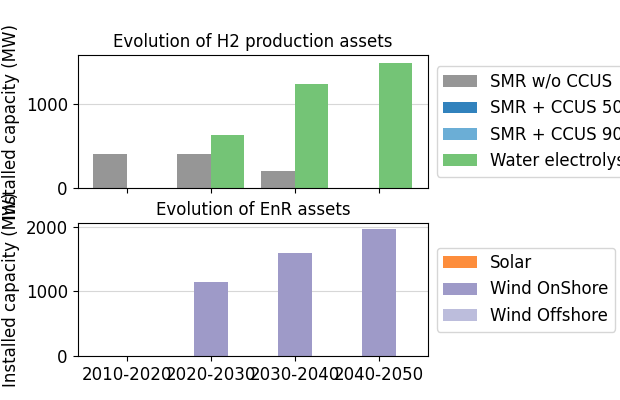 Evolution of H2 production assets
Installed capacity (MW)
1000
0
SMR w/o CCUS
SMR + CCUS 50
SMR + CCUS 90
Water electrolys
Evolution of EnR assets
Installed capacity (MW)
2000
1000
0
2010-2020
2020-2030
2030-2040
2040-2050
Solar
Wind OnShore
Wind Offshore